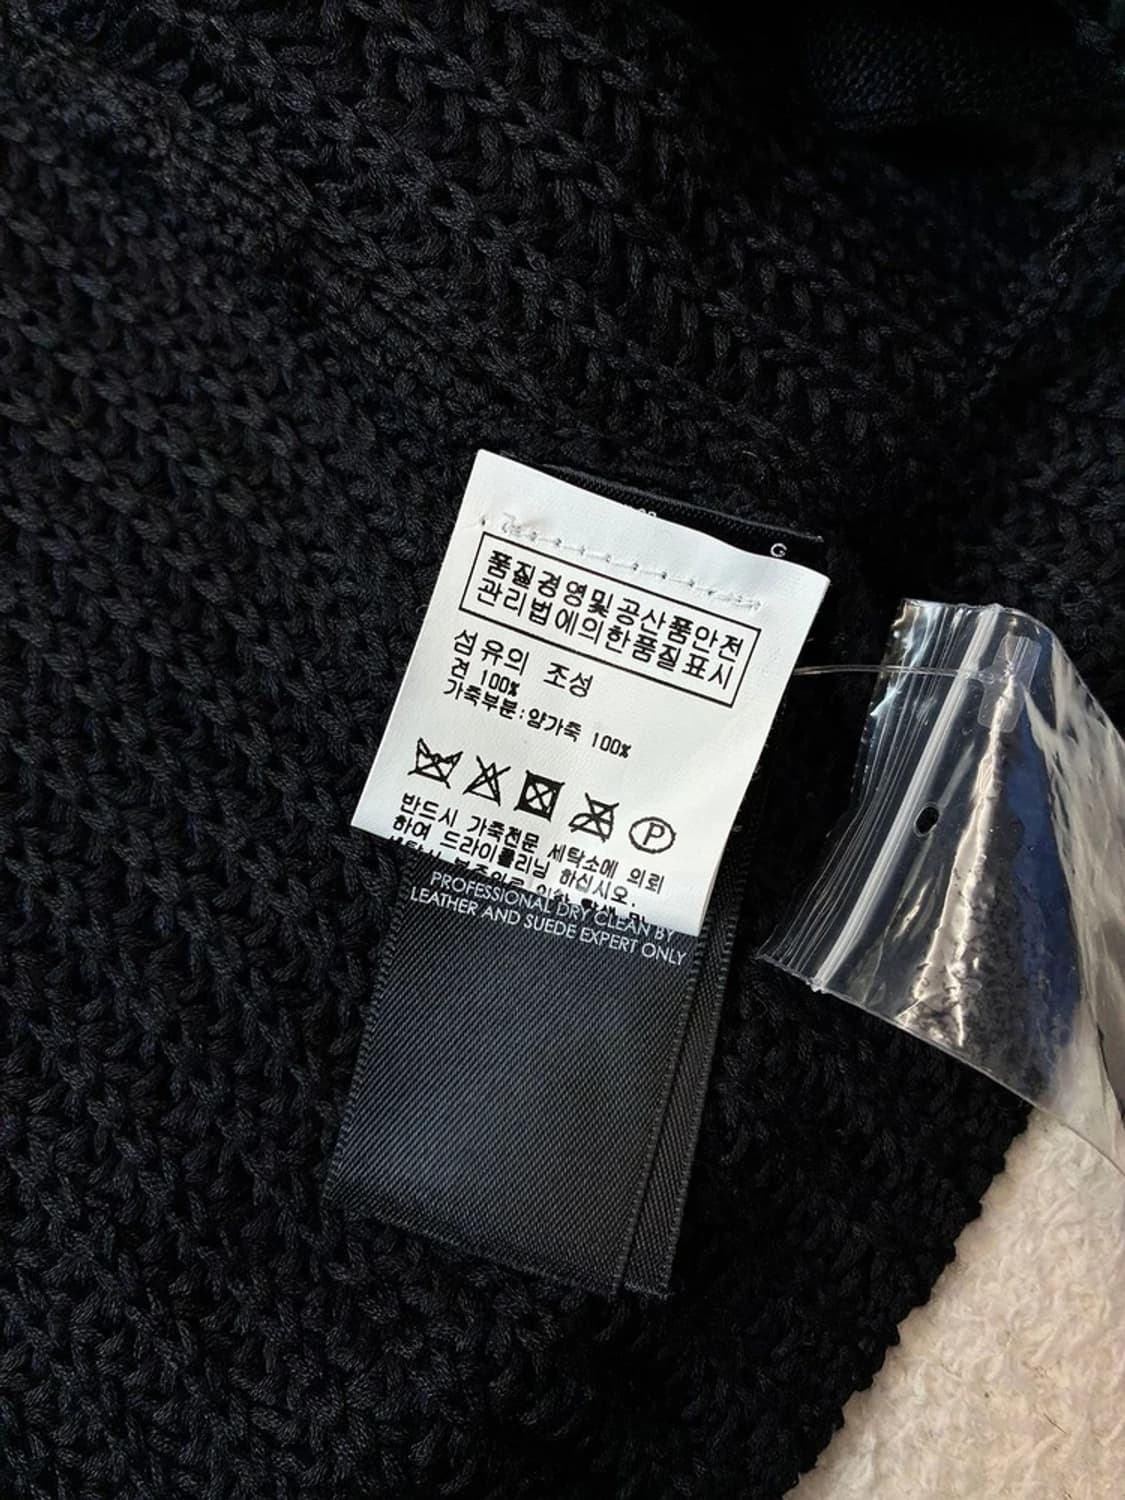 G
품질경영및공산품안전
관리법에의한품질표시
섬유의 조성
견 100%
가죽부분:양가죽 100%
P
반드시 가죽전문 세탁소에 의뢰
하여 드라이클리닝 하십시오.
PROFESSIONAL DRY CLEAN BY
LEATHER AND SUEDE EXPERT ONLY